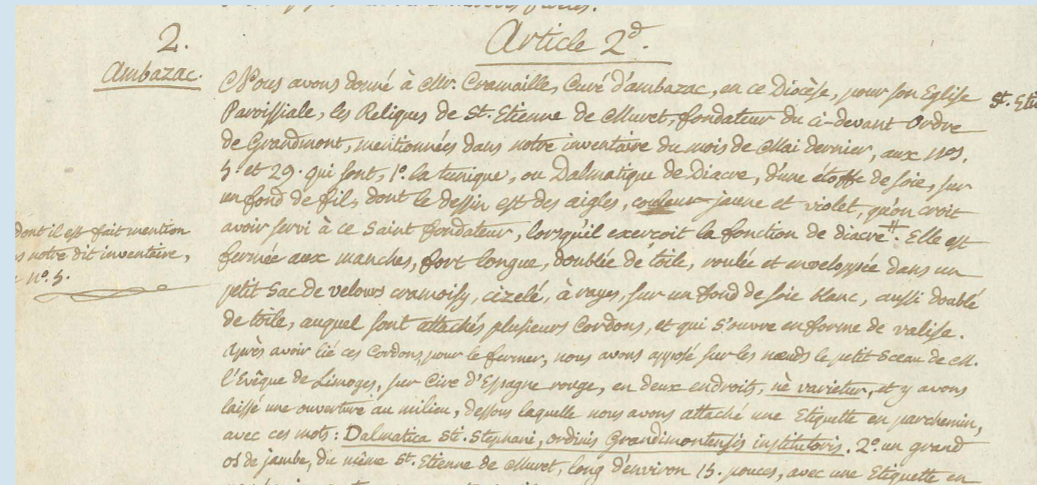 2.
Ambazac.
Article 2d.
Nous avons donné à Mr. Cramaille, Curé d'ambazac, en ce Diocèse, pour son Eglise
St. Eti
Paroissiale, les Reliques de St. Etienne de Muret, fondateur du ci-devant Ordre
de Grandmont, mentionnées dans notre inventaire du mois de Mai dernier, aux Nos.
5. et 29. qui sont, 1º. la tunique, ou Dalmatique de Diacre, d'une étoffe de soie, sur
un fond de fil, dont le dessin est des aigles, couleur jaune et violet, qu'on croit
avoir servi à ce Saint fondateur, lorsqu'il exercoit la fonction de diacre #. Elle est
fermée aux manches, fort longue, doublée de toile, roulée et enveloppée dans un
petit Sac de velours cramoisy, cizelé, à rayes, sur un fond de soie blanc, aussi doublé
de toile, auquel sont attachés plusieurs Cordons, et qui s'ouvre en forme de valise.
Après avoir lié ces Cordons, pour le fermer, nous avons apposé sur les nœuds le petit Sceau de M.
l'Evêque de Limoges, sur Cire d'Espagne rouge, en deux endroits, nè varietur, et y avons
laissé une ouverture au milieu, dessous laquelle nous avons attaché une Etiquette en parchemin,
avec ces mots: Dalmatica Sti. Stephani, ordinis Grandimontensis institutoris. 2º. un grand
os de jambe, du même St. Etienne de Muret, long d'environ 15. pouces, avec une Etiquette en
dont il est fait mention
s notre dit inventaire,
nº. 5.